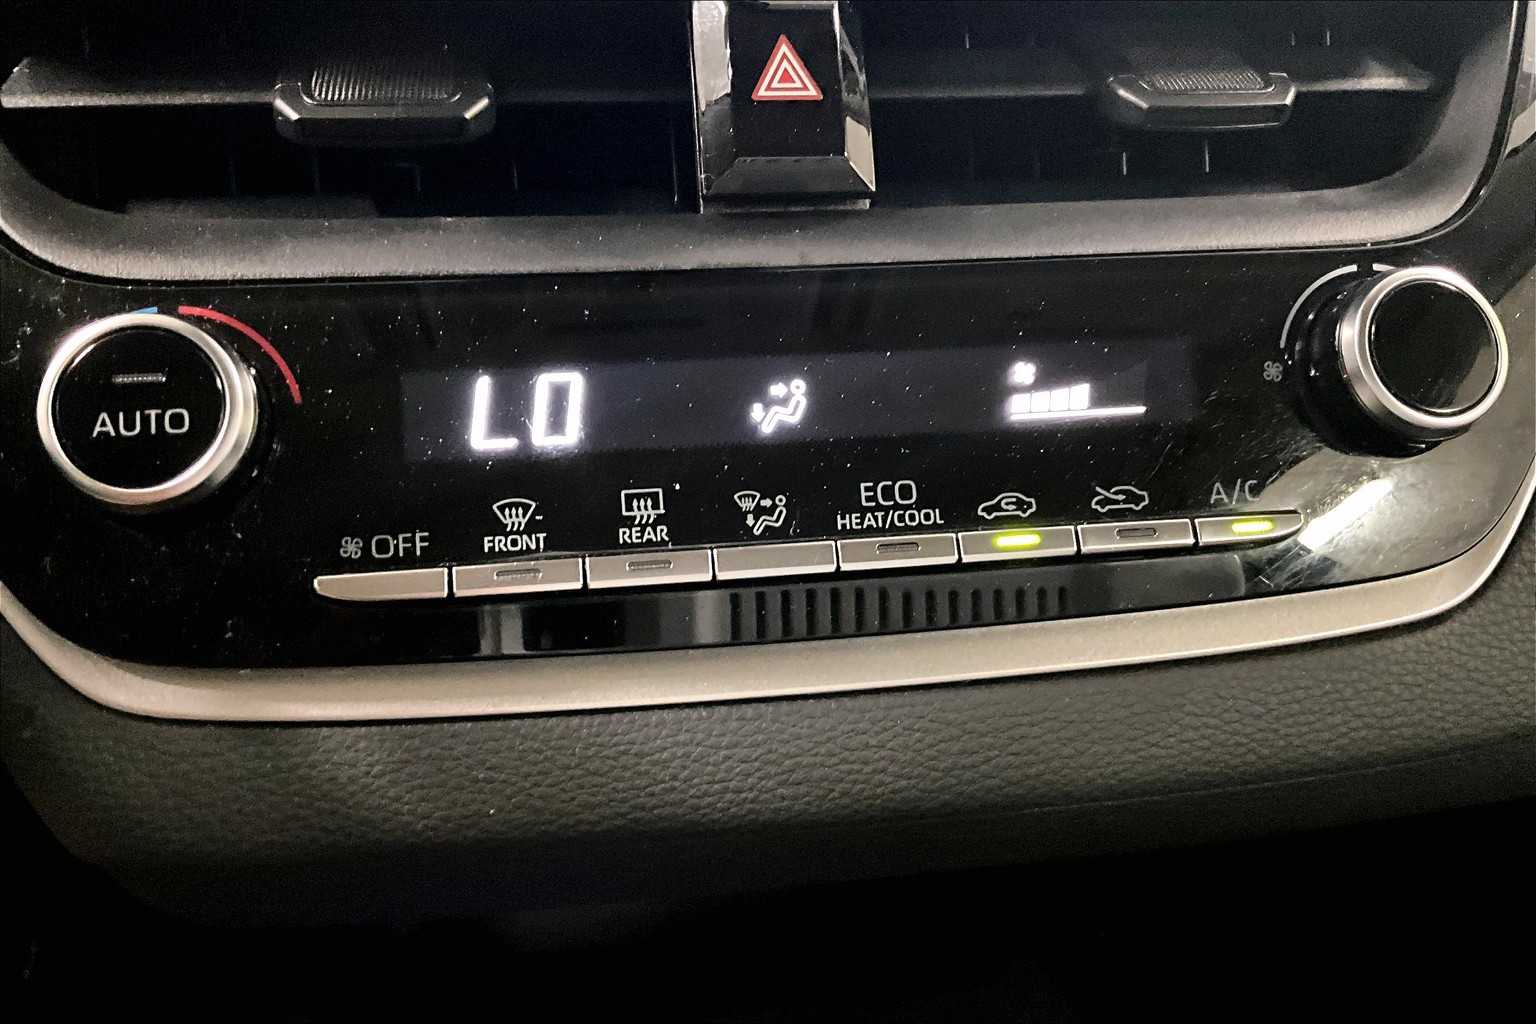 LO
AUTO
OFF
FRONT
REAR
ECO
HEAT/COOL
A/C